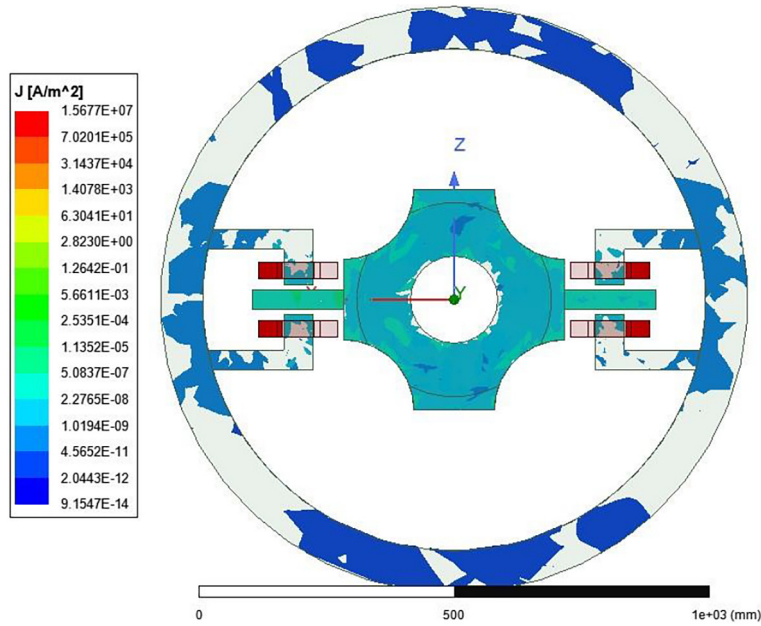 J [A/m^2]
1.5677E+07
7.0201E+05
3.1437E+04
1.4078E+03
6.3041E+01
2.8230E+00
1.2642E-01
5.6611E-03
2.5351E-04
1.1352E-05
5.0837E-07
2.2765E-08
1.0194E-09
4.5652E-11
2.0443E-12
9.1547E-14
Z
Y
0 500 1e+03 (mm)